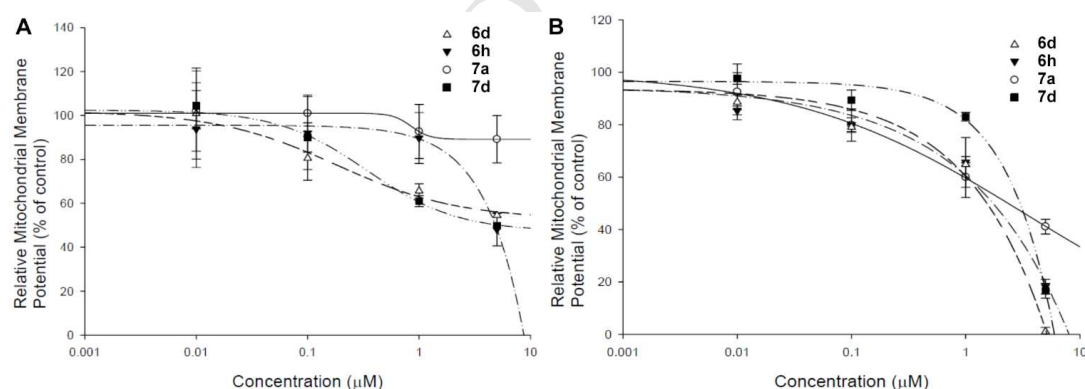 A
6d
6h
7a
7d
Relative Mitochondrial Membrane
Potential (% of control)
140
120
100
80
60
40
20
0
0.001
0.01
0.1
1
10
Concentration (µM)
B
6d
6h
7a
7d
Relative Mitochondrial Membrane
Potential (% of control)
120
100
80
60
40
20
0
0.001
0.01
0.1
1
10
Concentration (µM)